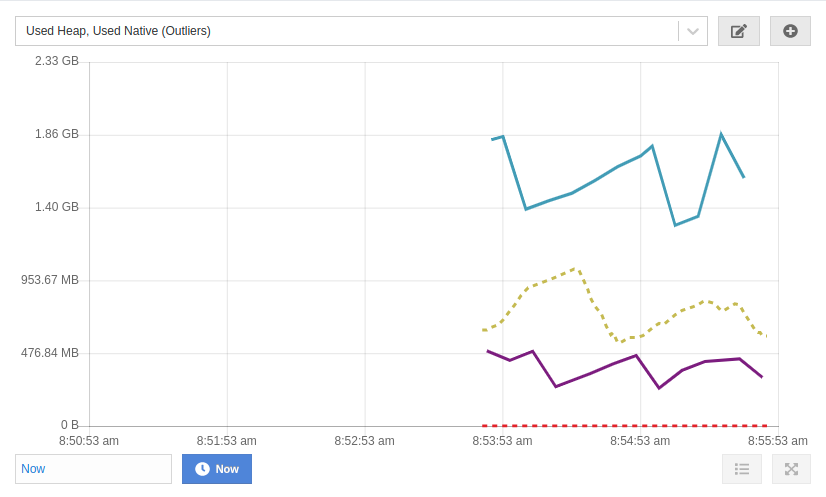 Used Heap, Used Native (Outliers)
2.33 GB
1.86 GB
1.40 GB
953.67 MB
476.84 MB
0 B
8:50:53 am 8:51:53 am 8:52:53 am 8:53:53 am 8:54:53 am 8:55:53 am
Now Now